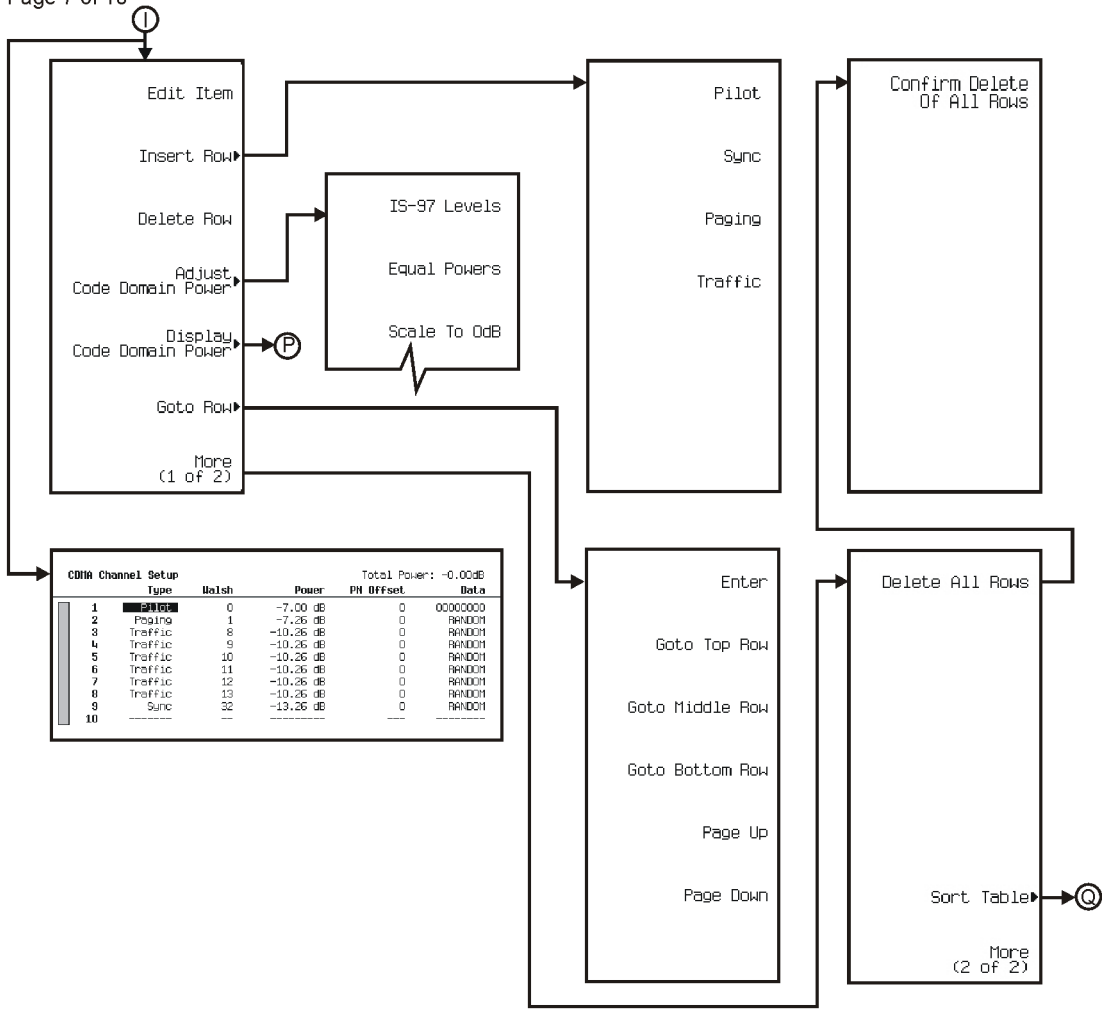 I
Edit Item
Insert Row
Delete Row
Adjust
Code Domain Power
Display
Code Domain Power
P
Goto Row
More
(1 of 2)
IS-97 Levels
Equal Powers
Scale To 0dB
Pilot
Sync
Paging
Traffic
Confirm Delete
Of All Rows
CDMA Channel Setup Total Power: -0.00dB
Type Walsh Power PN Offset Data
1 Pilot 0 -7.00 dB 0 00000000
2 Paging 1 -7.26 dB 0 RANDOM
3 Traffic 8 -10.26 dB 0 RANDOM
4 Traffic 9 -10.26 dB 0 RANDOM
5 Traffic 10 -10.26 dB 0 RANDOM
6 Traffic 11 -10.26 dB 0 RANDOM
7 Traffic 12 -10.26 dB 0 RANDOM
8 Traffic 13 -10.26 dB 0 RANDOM
9 Sync 32 -13.26 dB 0 RANDOM
10 ------- -- --------- --- --------
Enter
Goto Top Row
Goto Middle Row
Goto Bottom Row
Page Up
Page Down
Delete All Rows
Sort Table
Q
More
(2 of 2)